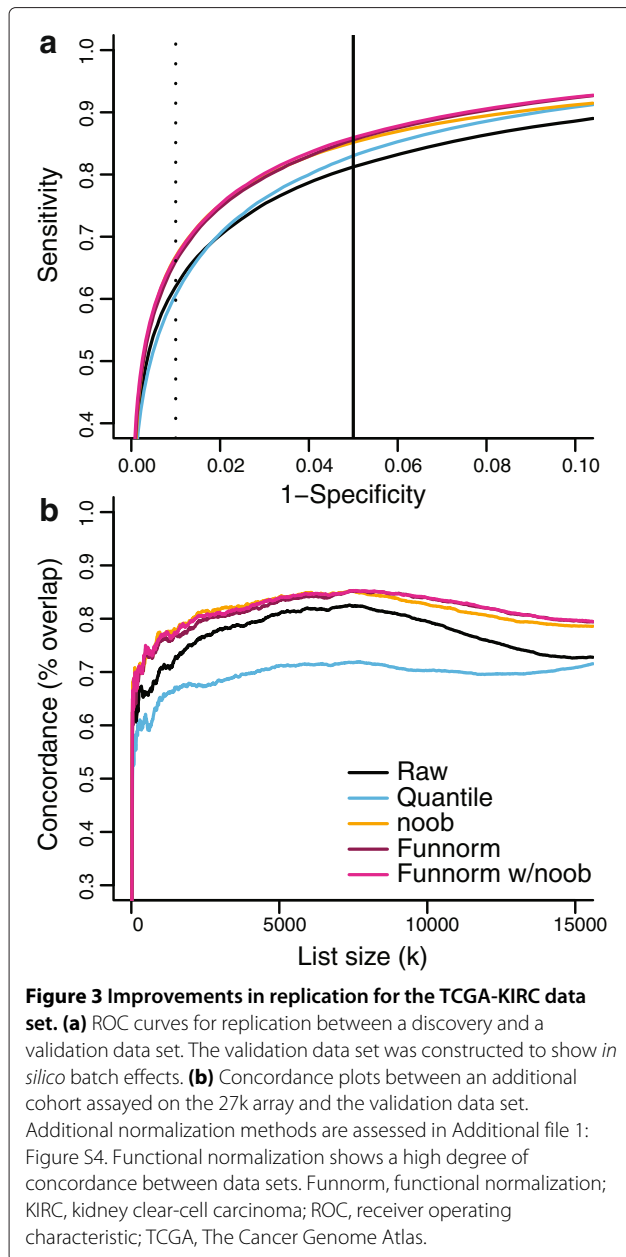 a
1.0
0.9
0.8
0.7
0.6
0.5
0.4
Sensitivity
0.00 0.02 0.04 0.06 0.08 0.10
1−Specificity
b
1.0
0.9
0.8
0.7
0.6
0.5
0.4
0.3
Concordance (% overlap)
Raw
Quantile
noob
Funnorm
Funnorm w/noob
0 5000 10000 15000
List size (k)
Figure 3 Improvements in replication for the TCGA-KIRC data
set. (a) ROC curves for replication between a discovery and a
validation data set. The validation data set was constructed to show in
silico batch effects. (b) Concordance plots between an additional
cohort assayed on the 27k array and the validation data set.
Additional normalization methods are assessed in Additional file 1:
Figure S4. Functional normalization shows a high degree of
concordance between data sets. Funnorm, functional normalization;
KIRC, kidney clear-cell carcinoma; ROC, receiver operating
characteristic; TCGA, The Cancer Genome Atlas.